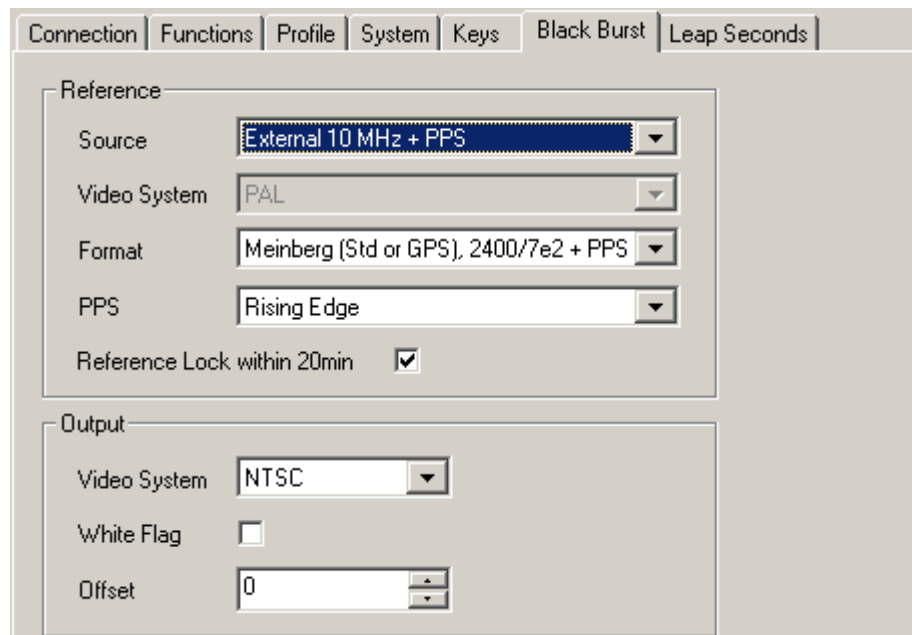 Connection Functions Profile System Keys Black Burst Leap Seconds
Reference
Source External 10 MHz + PPS
Video System PAL
Format Meinberg (Std or GPS), 2400/7e2 + PPS
PPS Rising Edge
Reference Lock within 20min
Output
Video System NTSC
White Flag
Offset 0